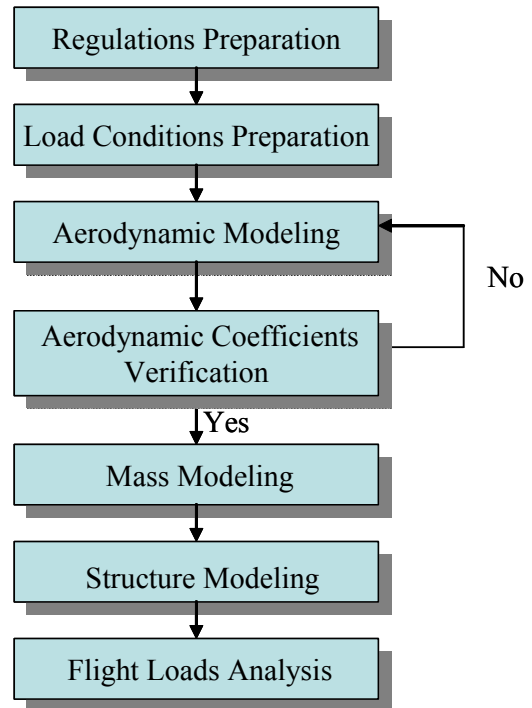 Regulations Preparation
Load Conditions Preparation
Aerodynamic Modeling
No
Aerodynamic Coefficients
Verification
Yes
Mass Modeling
Structure Modeling
Flight Loads Analysis